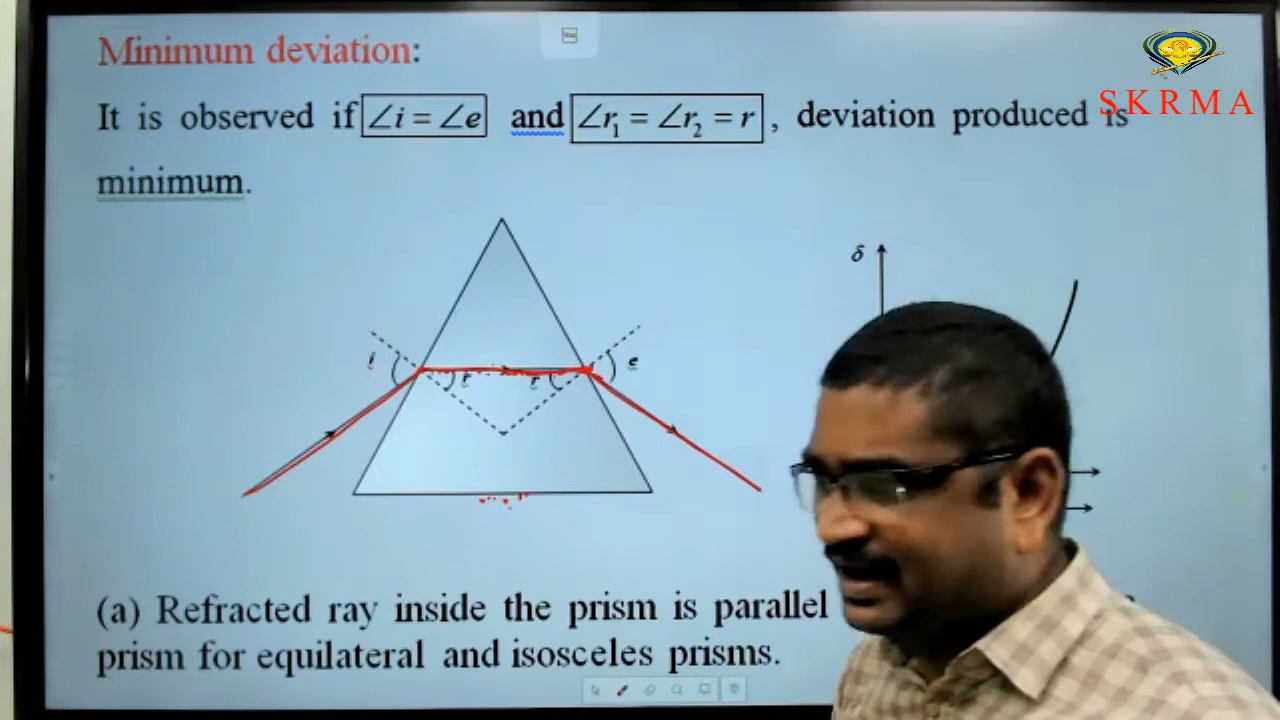 Minimum deviation:
It is observed if ∠i = ∠e and ∠r₁ = ∠r₂ = r , deviation produced is
minimum.
SKRMA
δ
i
r
r
e
(a) Refracted ray inside the prism is parallel
prism for equilateral and isosceles prisms.